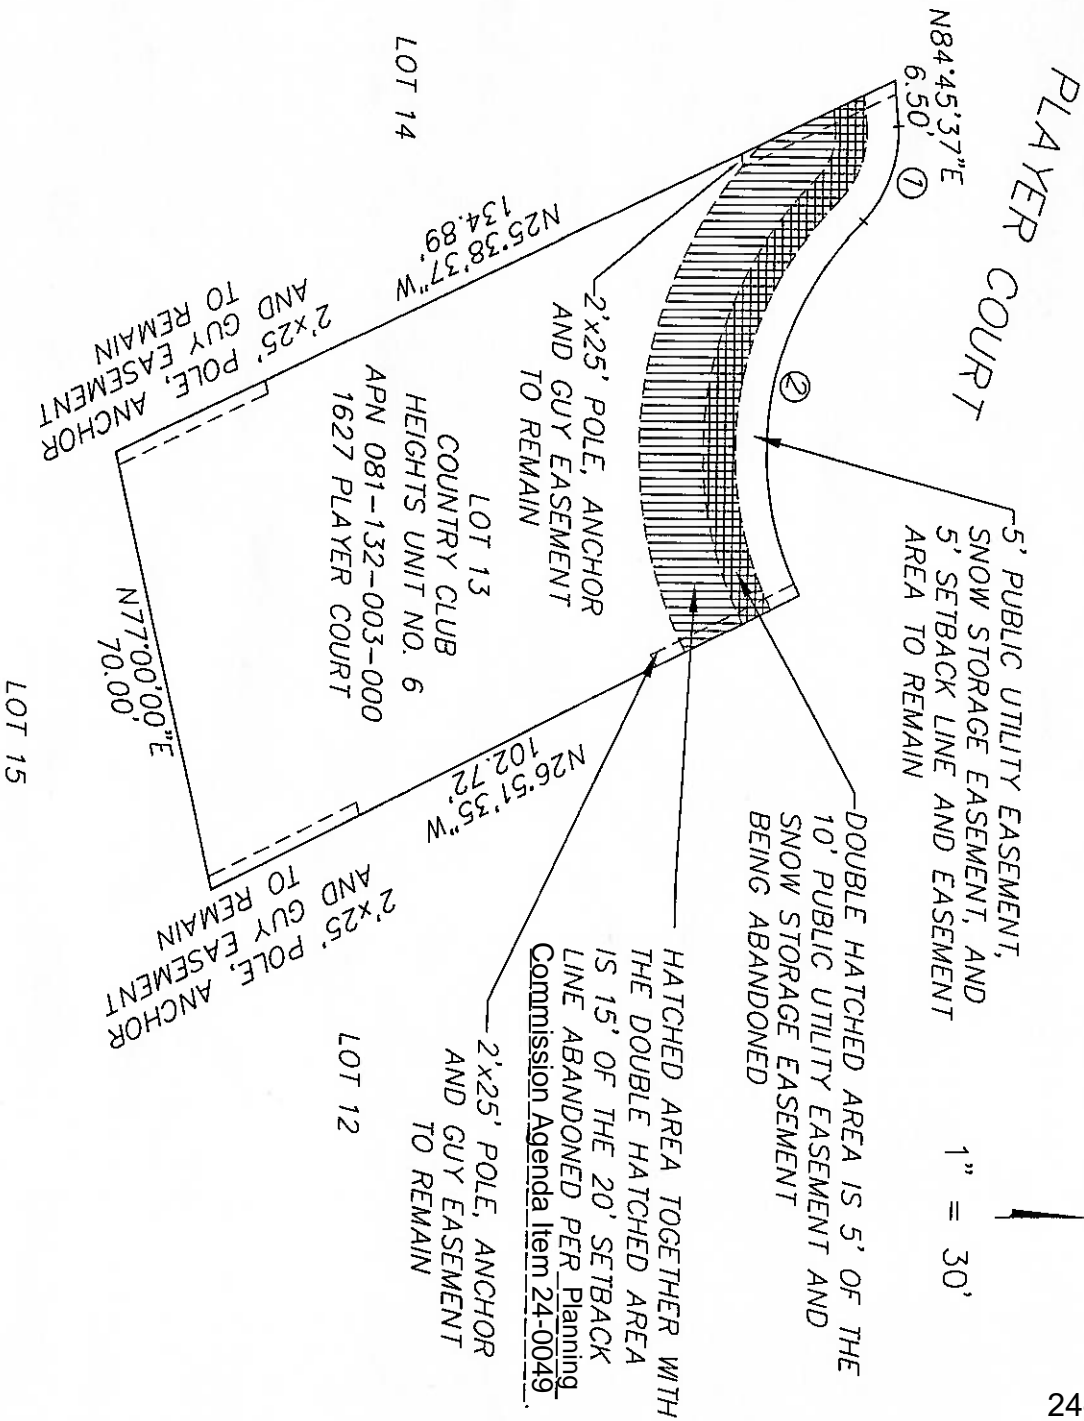 PLAYER COURT
N84°45'37"E
6.50'
①
②
LOT 14
5' PUBLIC UTILITY EASEMENT,
SNOW STORAGE EASEMENT, AND
5' SETBACK LINE AND EASEMENT
AREA TO REMAIN
1" = 30'
DOUBLE HATCHED AREA IS 5' OF THE
10' PUBLIC UTILITY EASEMENT AND
SNOW STORAGE EASEMENT
BEING ABANDONED
HATCHED AREA TOGETHER WITH
THE DOUBLE HATCHED AREA
IS 15' OF THE 20' SETBACK
LINE ABANDONED PER Planning
Commission Agenda Item 24-0049.
2'x25' POLE, ANCHOR
AND GUY EASEMENT
TO REMAIN
2'x25' POLE, ANCHOR
AND GUY EASEMENT
TO REMAIN
N25°38'37"W
134.89'
2'x25' POLE, ANCHOR
AND GUY EASEMENT
TO REMAIN
LOT 13
COUNTRY CLUB
HEIGHTS UNIT NO. 6
APN 081-132-003-000
1627 PLAYER COURT
N26°51'35"W
102.72'
N77°00'00"E
70.00'
2'x25' POLE, ANCHOR
AND GUY EASEMENT
TO REMAIN
LOT 12
LOT 15
24